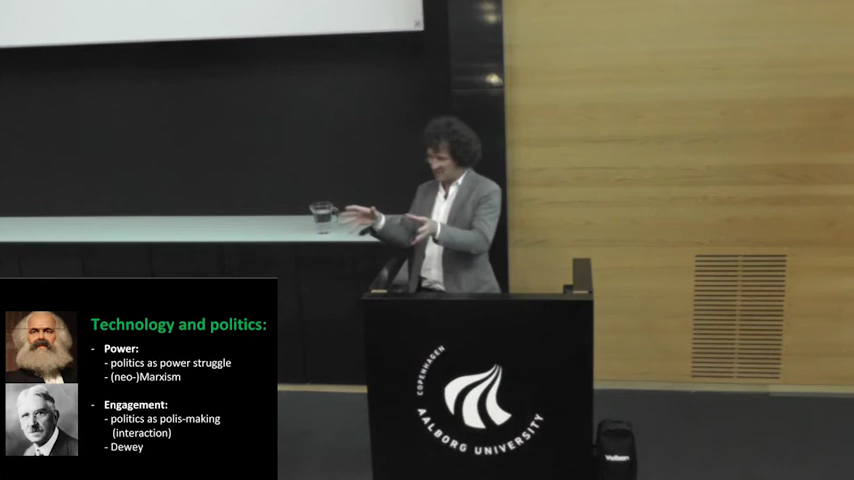 Technology and politics:
- Power:
- politics as power struggle
- (neo-)Marxism
- Engagement:
- politics as polis-making
(interaction)
- Dewey
COPENHAGEN
AALBORG UNIVERSITY